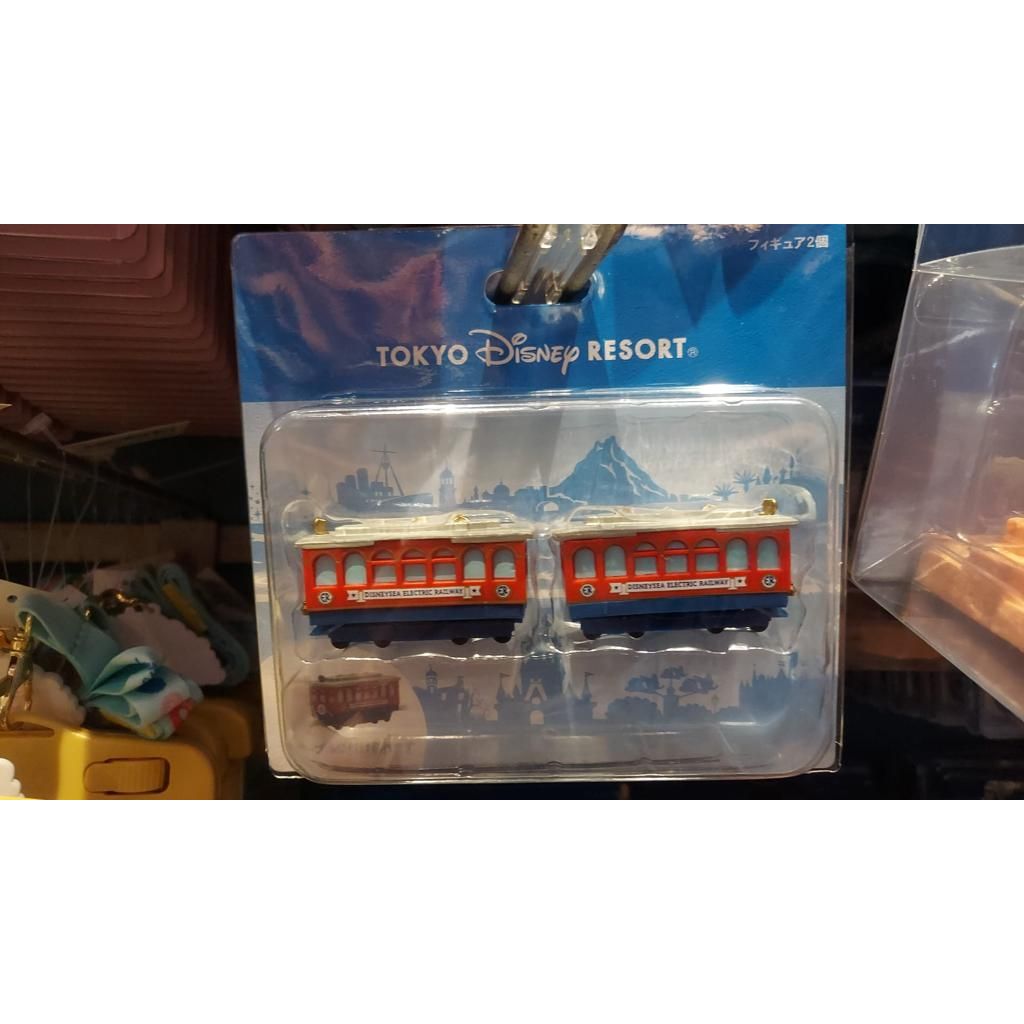 フィギュア2個
TOKYO Disney RESORT®
DISNEYSEA ELECTRIC RAILWAY
DISNEYSEA ELECTRIC RAILWAY